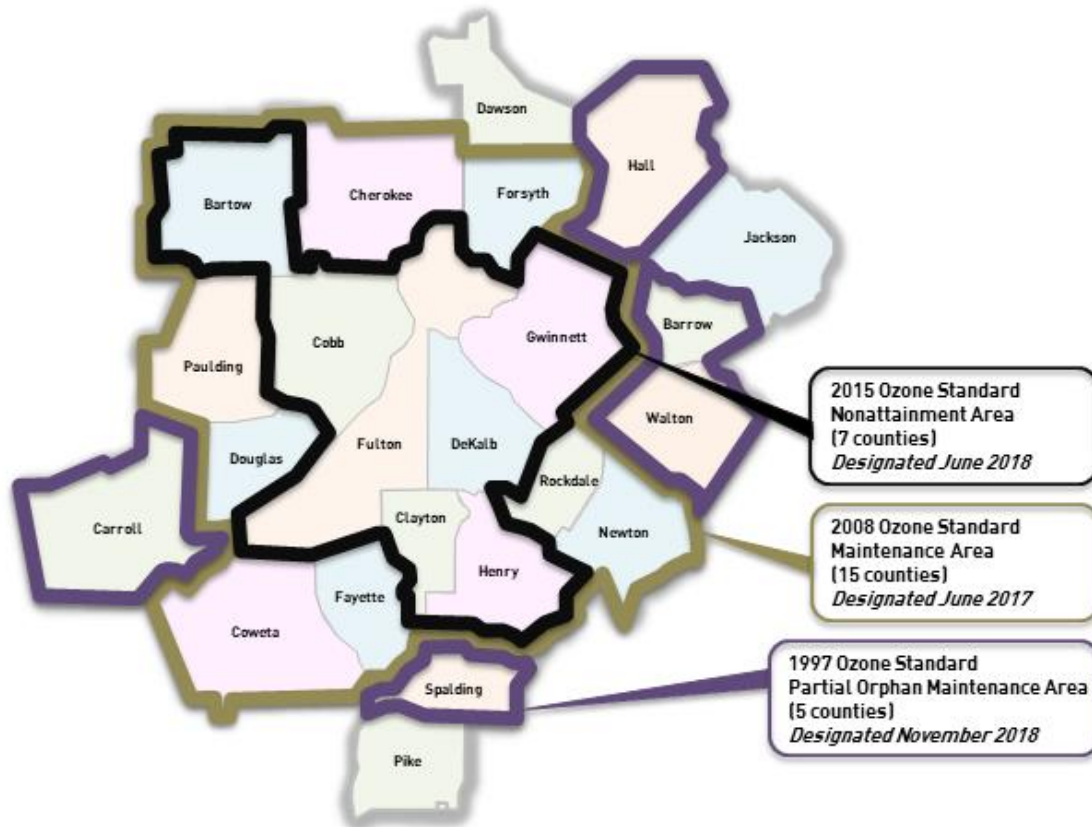 Dawson
Hall
Bartow
Cherokee
Forsyth
Jackson
Cobb
Gwinnett
Barrow
Paulding
Walton
Fulton
DeKalb
Douglas
Rockdale
Carroll
Clayton
Newton
Henry
Fayette
Coweta
Spalding
Pike
2015 Ozone Standard
Nonattainment Area
(7 counties)
Designated June 2018
2008 Ozone Standard
Maintenance Area
(15 counties)
Designated June 2017
1997 Ozone Standard
Partial Orphan Maintenance Area
(5 counties)
Designated November 2018